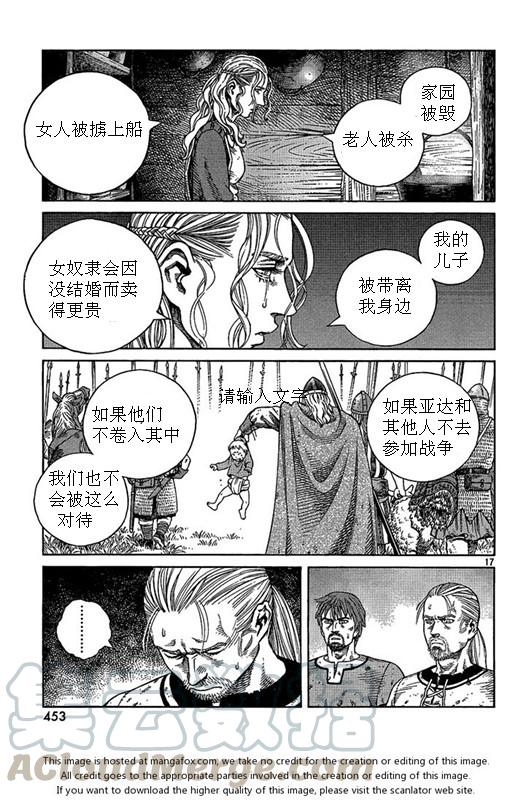 家园
被毁
老人被杀
女人被掳上船
我的
儿子
被带离
我身边
女奴隶会因
没结婚而卖
得更贵
请输入文字
如果亚达和
其他人不去
参加战争
如果他们
不卷入其中
我们也不
会被这么
对待
17
………
453
集云数据
ACloudMerge.com
This image is hosted at mangafox.com, we take no credit for the creation or editing of this image.
All credit goes to the appropriate parties involved in the creation or editing of this image.
If you want to download the higher quality of this image, please visit the scanlator web site.